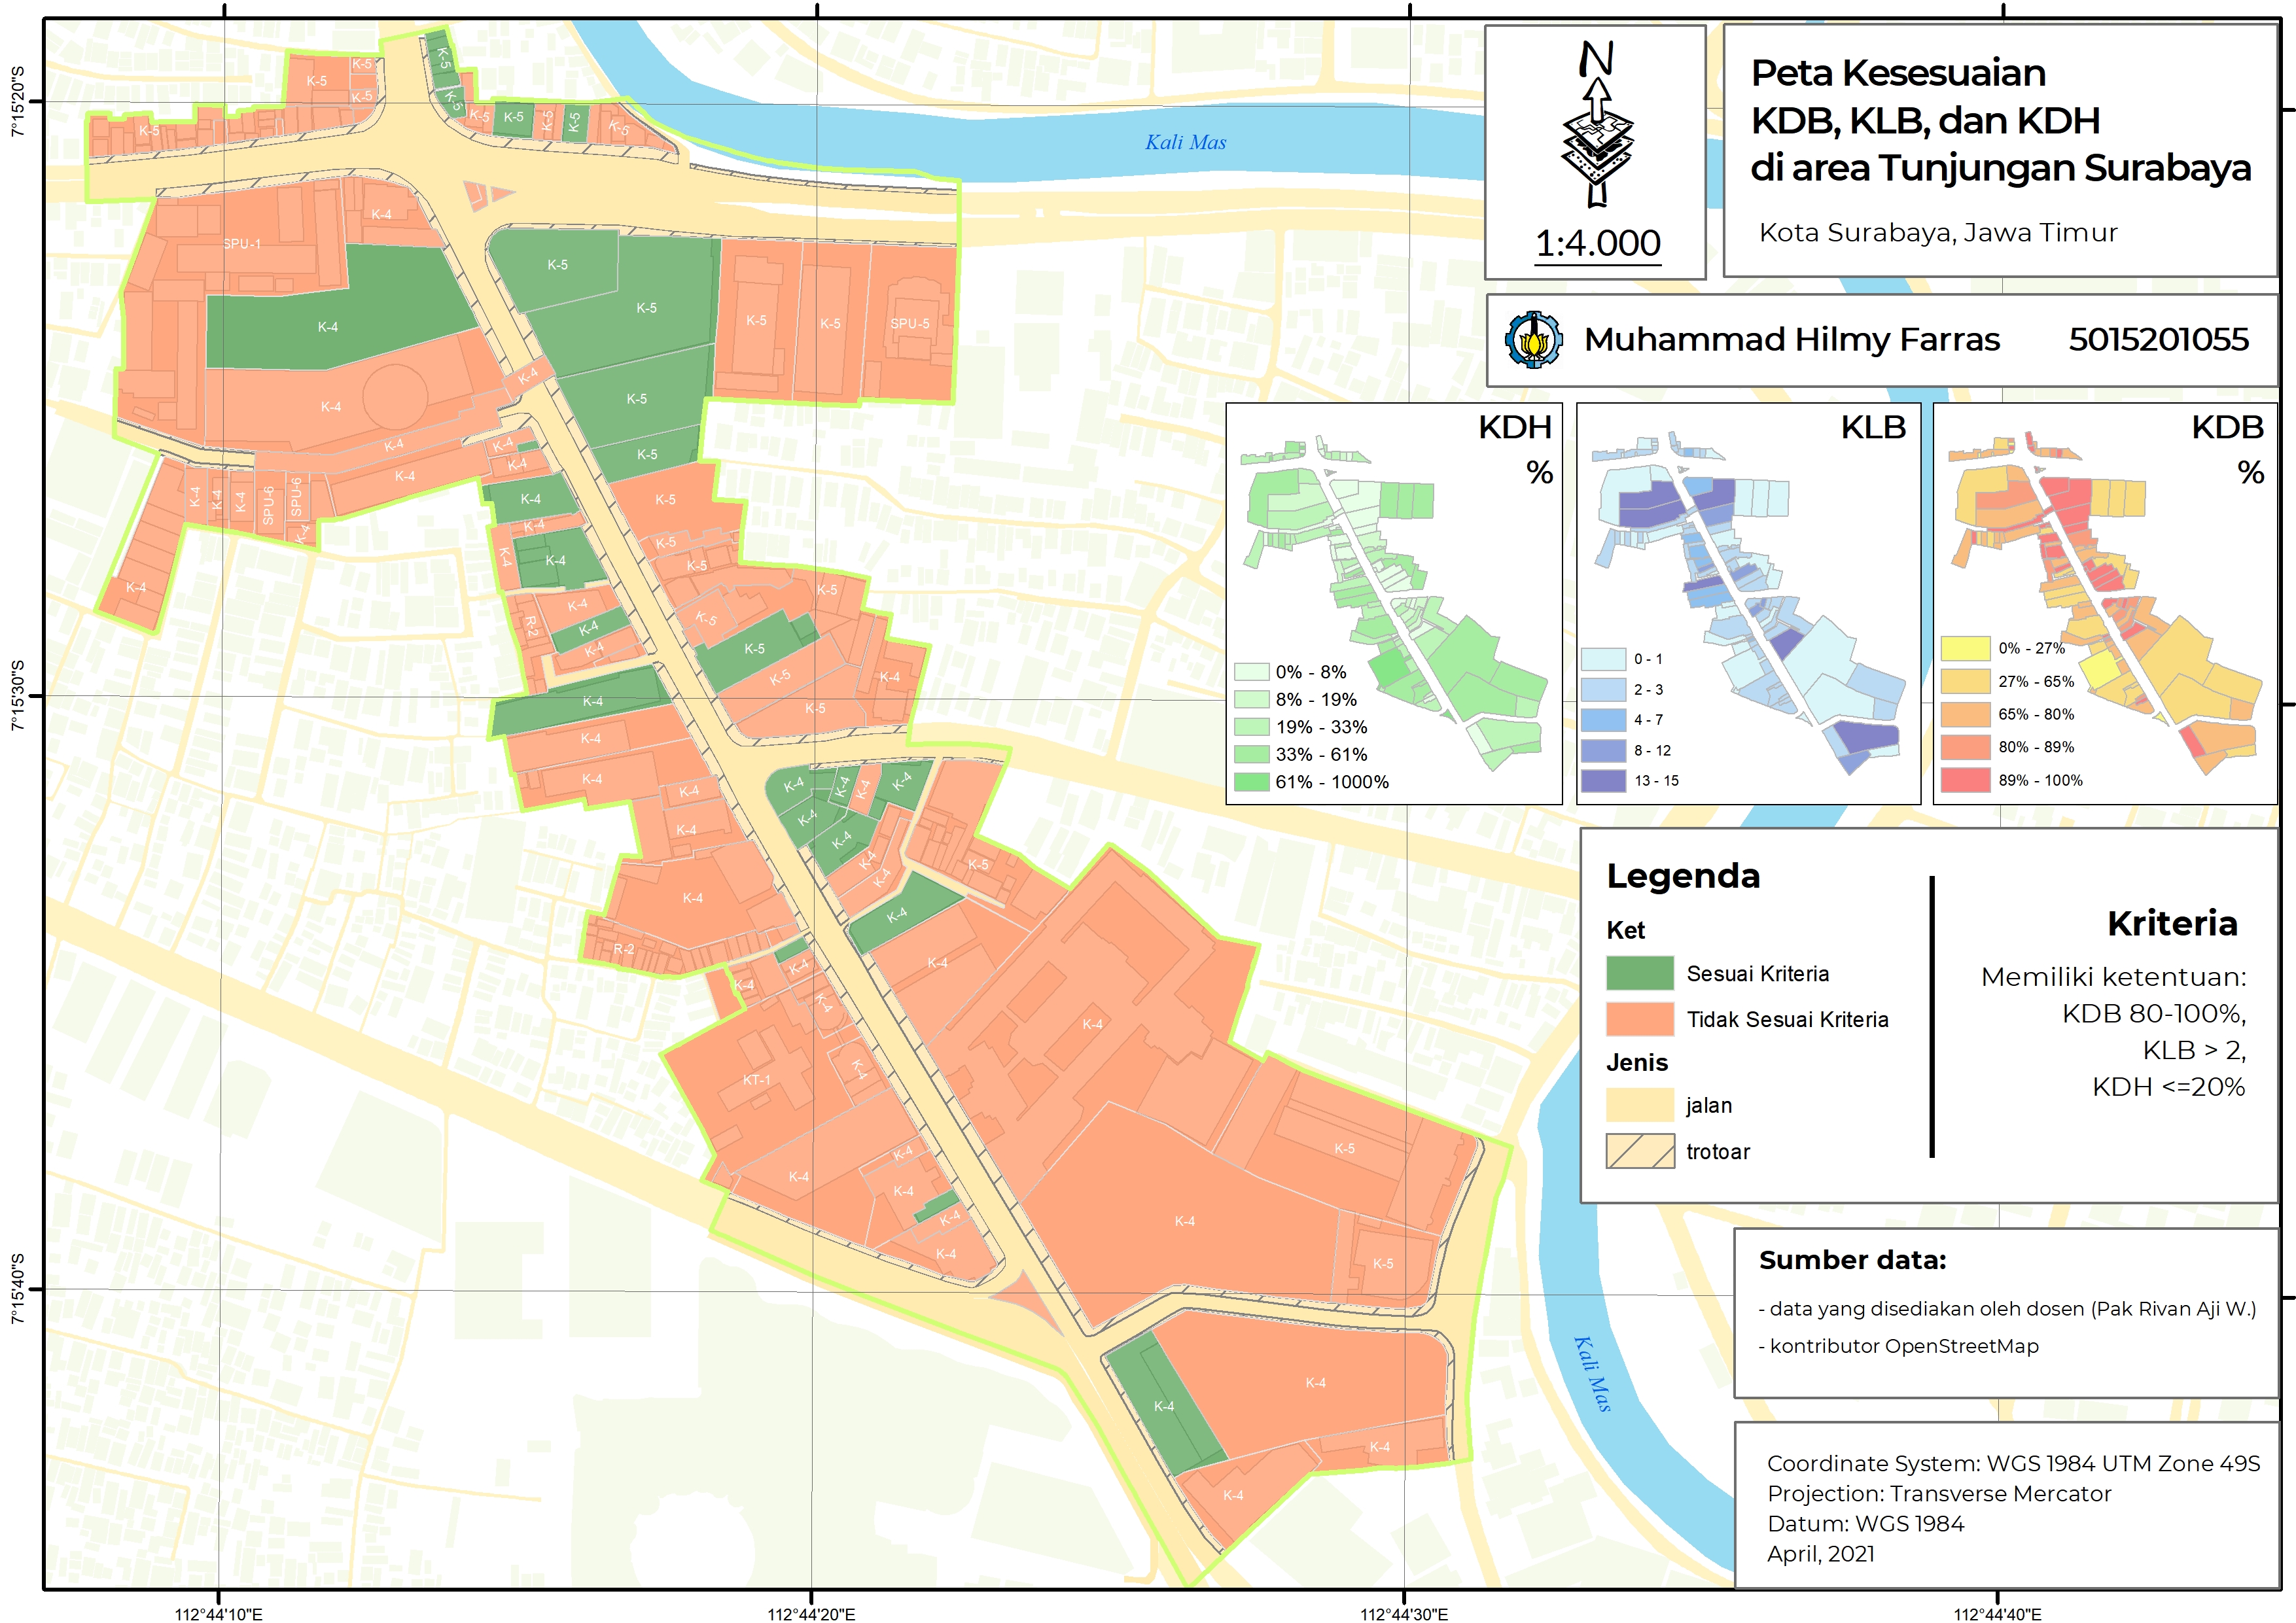 Peta Kesesuaian
KDB, KLB, dan KDH
di area Tunjungan Surabaya
Kota Surabaya, Jawa Timur
N
1:4.000
Muhammad Hilmy Farras 5015201055
KDH
%
0% - 8%
8% - 19%
19% - 33%
33% - 61%
61% - 1000%
KLB
0 - 1
2 - 3
4 - 7
8 - 12
13 - 15
KDB
%
0% - 27%
27% - 65%
65% - 80%
80% - 89%
89% - 100%
Legenda
Ket
Sesuai Kriteria
Tidak Sesuai Kriteria
Jenis
jalan
trotoar
Kriteria
Memiliki ketentuan:
KDB 80-100%,
KLB > 2,
KDH <=20%
Sumber data:
- data yang disediakan oleh dosen (Pak Rivan Aji W.)
- kontributor OpenStreetMap
Coordinate System: WGS 1984 UTM Zone 49S
Projection: Transverse Mercator
Datum: WGS 1984
April, 2021
7°15'20"S
7°15'30"S
7°15'40"S
112°44'10"E
112°44'20"E
112°44'30"E
112°44'40"E
Kali Mas
Kali Mas
K-5
K-5
K-5
K-5
K-5
K-5
K-5
K-5
K-5
K-5
K-5
SPU-1
K-4
K-4
K-4
K-4
K-4
K-4
K-5
K-5
K-5
K-5
K-5
K-5
SPU-5
K-4
K-4
K-4
K-4
SPU-6
SPU-6
K-4
K-4
K-4
K-4
K-4
K-4
K-4
K-4
K-5
K-5
K-5
K-5
K-5
K-5
K-5
K-5
K-4
R-2
K-4
K-4
K-4
K-4
K-4
K-4
K-4
K-4
K-4
R-2
K-4
K-4
K-4
K-4
K-4
K-4
K-4
K-4
K-4
K-5
K-4
K-4
K-4
K-4
K-4
K-4
KT-1
K-4
K-4
K-4
K-4
K-4
K-4
K-4
K-5
K-5
K-4
K-4
K-4
K-4